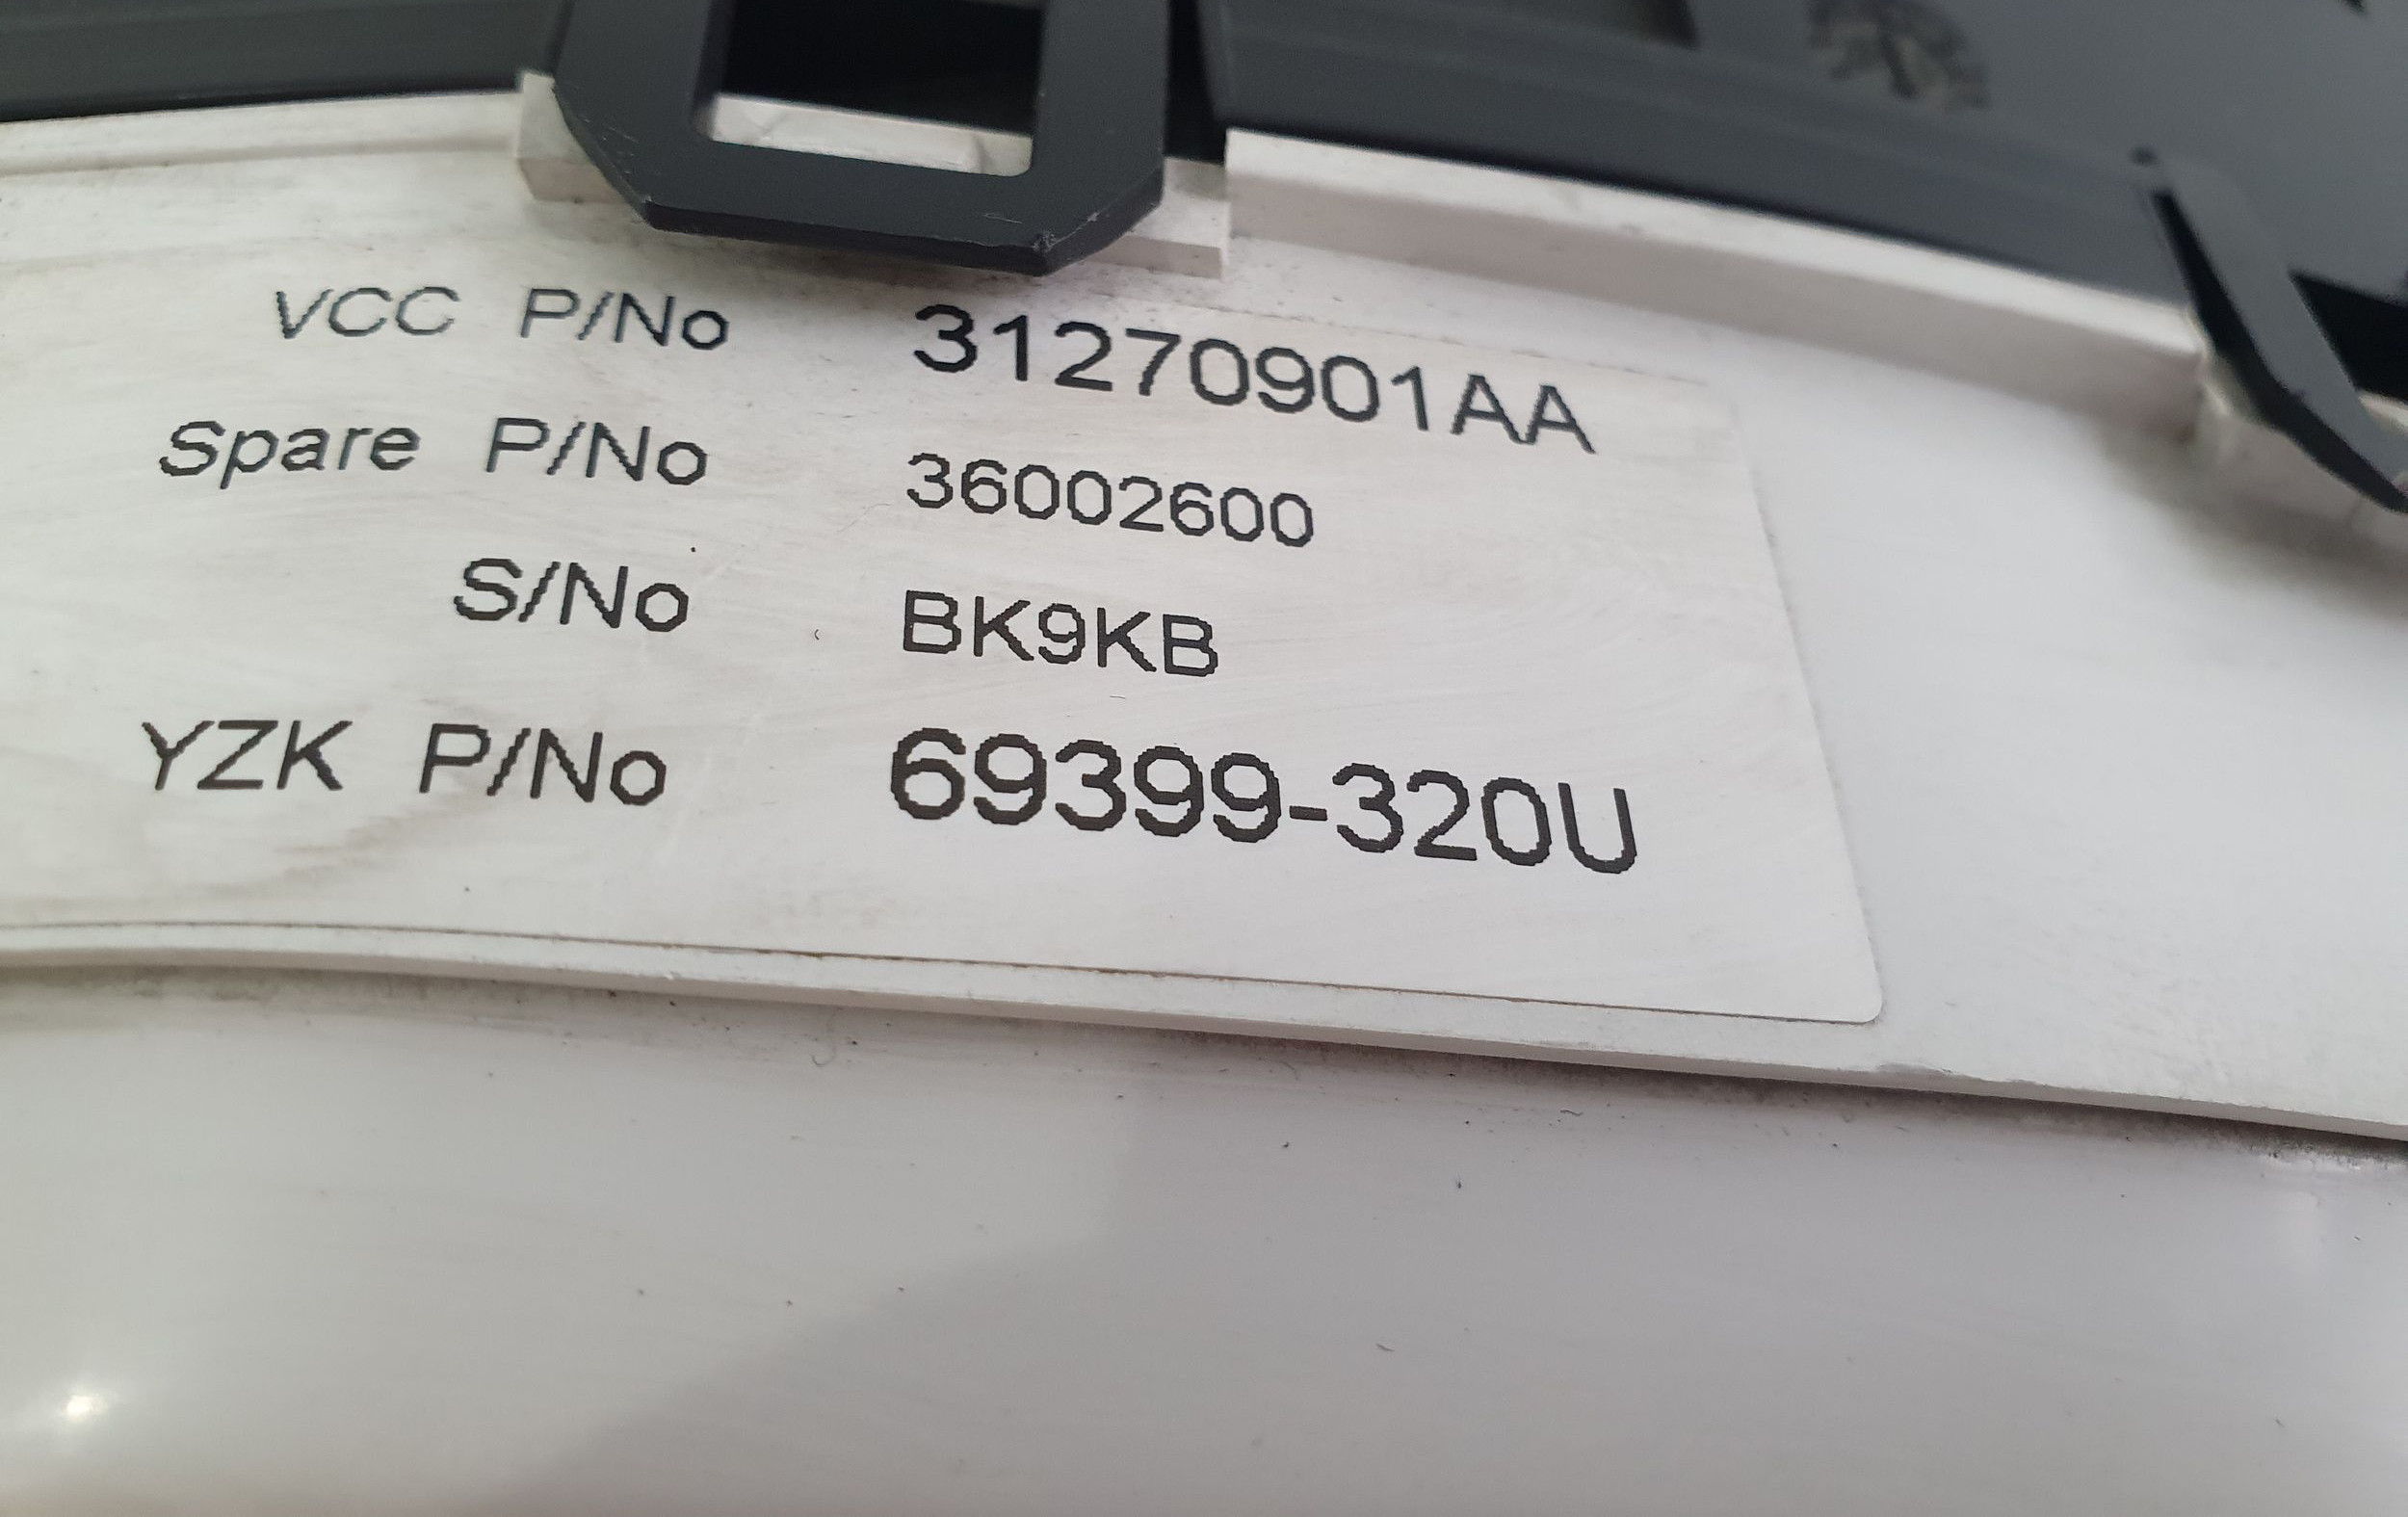 VCC P/No 31270901AA
Spare P/No 36002600
S/No BK9KB
YZK P/No 69399-320U